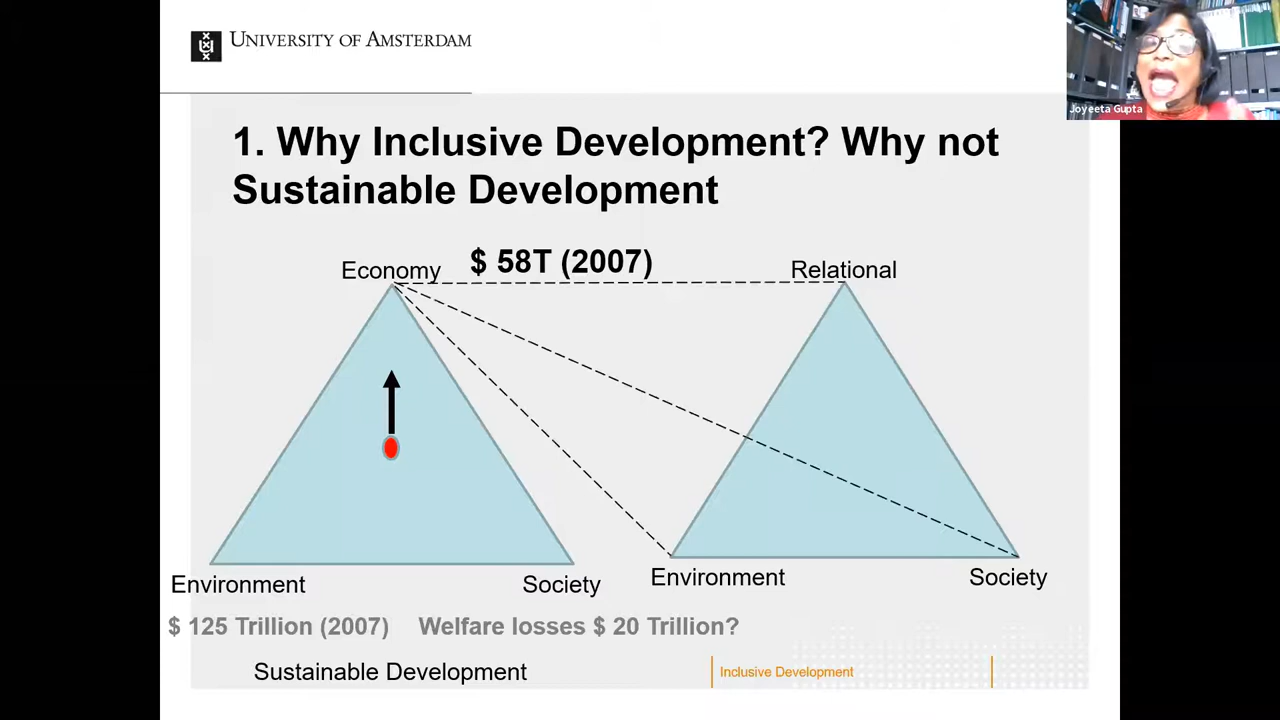 UNIVERSITY OF AMSTERDAM
Joyeeta Gupta
1. Why Inclusive Development? Why not
Sustainable Development
Economy $ 58T (2007) Relational
Environment Society Environment Society
$ 125 Trillion (2007) Welfare losses $ 20 Trillion?
Sustainable Development Inclusive Development